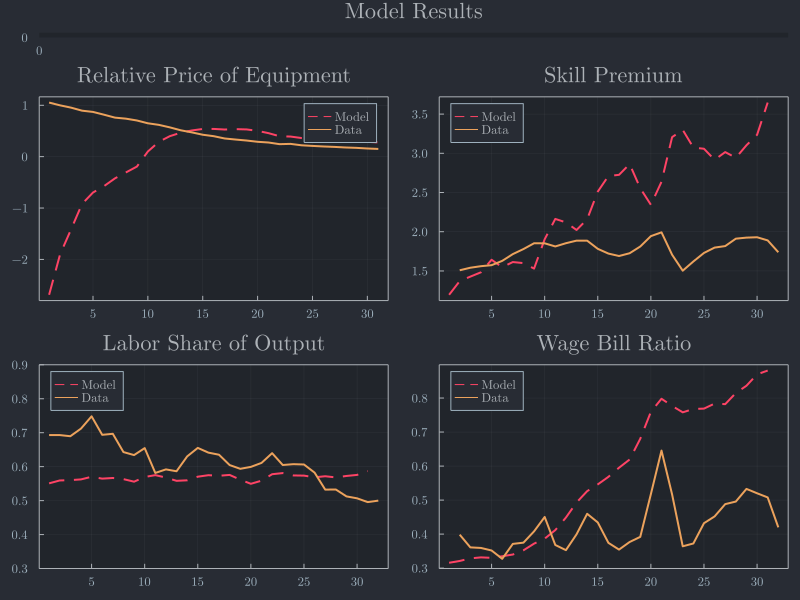 Model Results
0
0
Relative Price of Equipment
Skill Premium
1
0
−1
−2
Model
Data
5 10 15 20 25 30
3.5
3.0
2.5
2.0
1.5
Model
Data
5 10 15 20 25 30
Labor Share of Output
Wage Bill Ratio
0.9
0.8
0.7
0.6
0.5
0.4
0.3
Model
Data
5 10 15 20 25 30
0.8
0.7
0.6
0.5
0.4
0.3
Model
Data
5 10 15 20 25 30